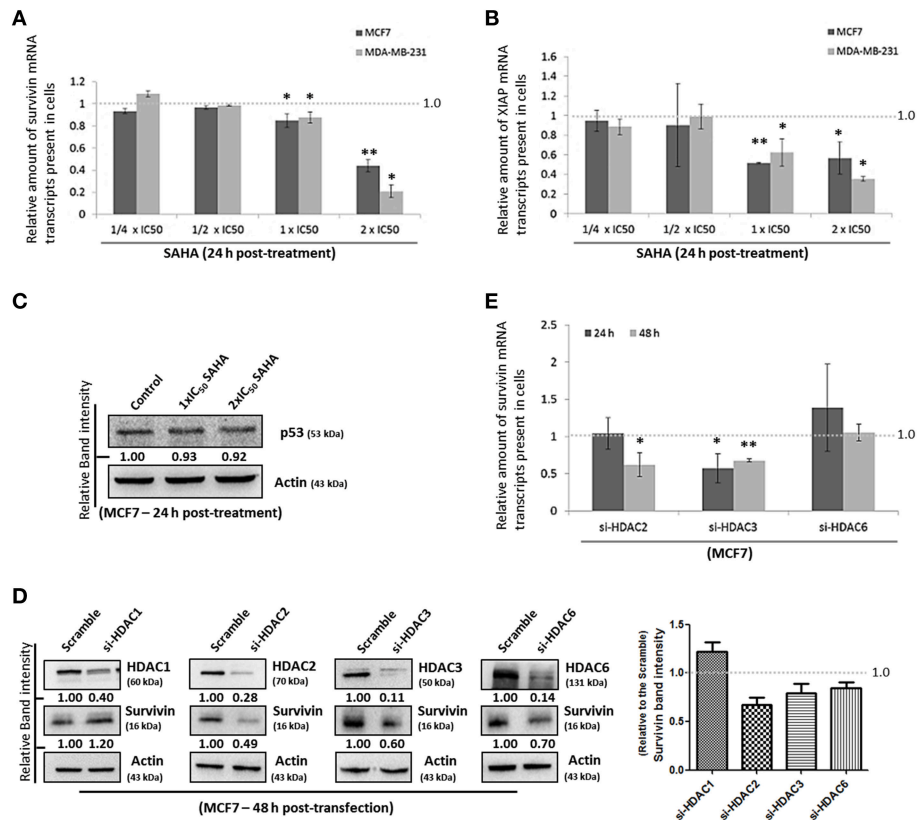 A
MCF7
MDA-MB-231
Relative amount of survivin mRNA
transcripts present in cells
1.2
1
0.8
0.6
0.4
0.2
0
1.0
* *
** *
1/4 x IC50 1/2 x IC50 1 x IC50 2 x IC50
SAHA (24 h post-treatment)
B
MCF7
MDA-MB-231
Relative amount of XIAP mRNA
transcripts present in cells
1.4
1.2
1
0.8
0.6
0.4
0.2
0
1.0
** *
* *
1/4 x IC50 1/2 x IC50 1 x IC50 2 x IC50
SAHA (24 h post-treatment)
C
Relative Band intensity
Control 1xIC50 SAHA 2xIC50 SAHA
p53 (53 kDa)
1.00 0.93 0.92
Actin (43 kDa)
(MCF7 – 24 h post-treatment)
E
24 h 48 h
Relative amount of survivin mRNA
transcripts present in cells
2.5
2
1.5
1
0.5
0
1.0
* * **
si-HDAC2 si-HDAC3 si-HDAC6
(MCF7)
D
Relative Band intensity
Scramble si-HDAC1
HDAC1
(60 kDa)
1.00 0.40
Survivin
(16 kDa)
1.00 1.20
Actin
(43 kDa)
Scramble si-HDAC2
HDAC2
(70 kDa)
1.00 0.28
Survivin
(16 kDa)
1.00 0.49
Actin
(43 kDa)
Scramble si-HDAC3
HDAC3
(50 kDa)
1.00 0.11
Survivin
(16 kDa)
1.00 0.60
Actin
(43 kDa)
Scramble si-HDAC6
HDAC6
(131 kDa)
1.00 0.14
Survivin
(16 kDa)
1.00 0.70
Actin
(43 kDa)
(MCF7 – 48 h post-transfection)
(Relative to the Scramble)
Survivin band intensity
1.5
1.0
0.5
0.0
1.0
si-HDAC1 si-HDAC2 si-HDAC3 si-HDAC6